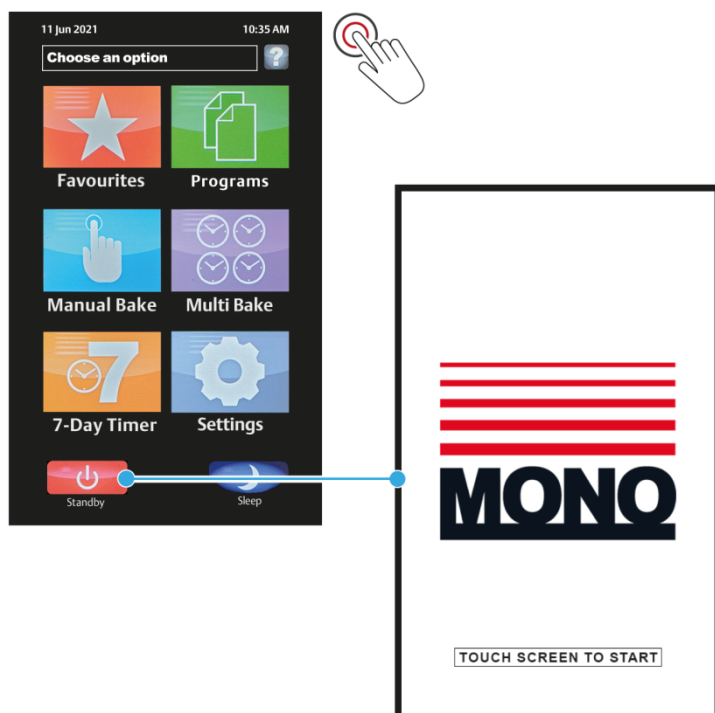 11 Jun 2021 10:35 AM
Choose an option ?
Favourites Programs
Manual Bake Multi Bake
7
7-Day Timer Settings
Standby Sleep
MONO
TOUCH SCREEN TO START